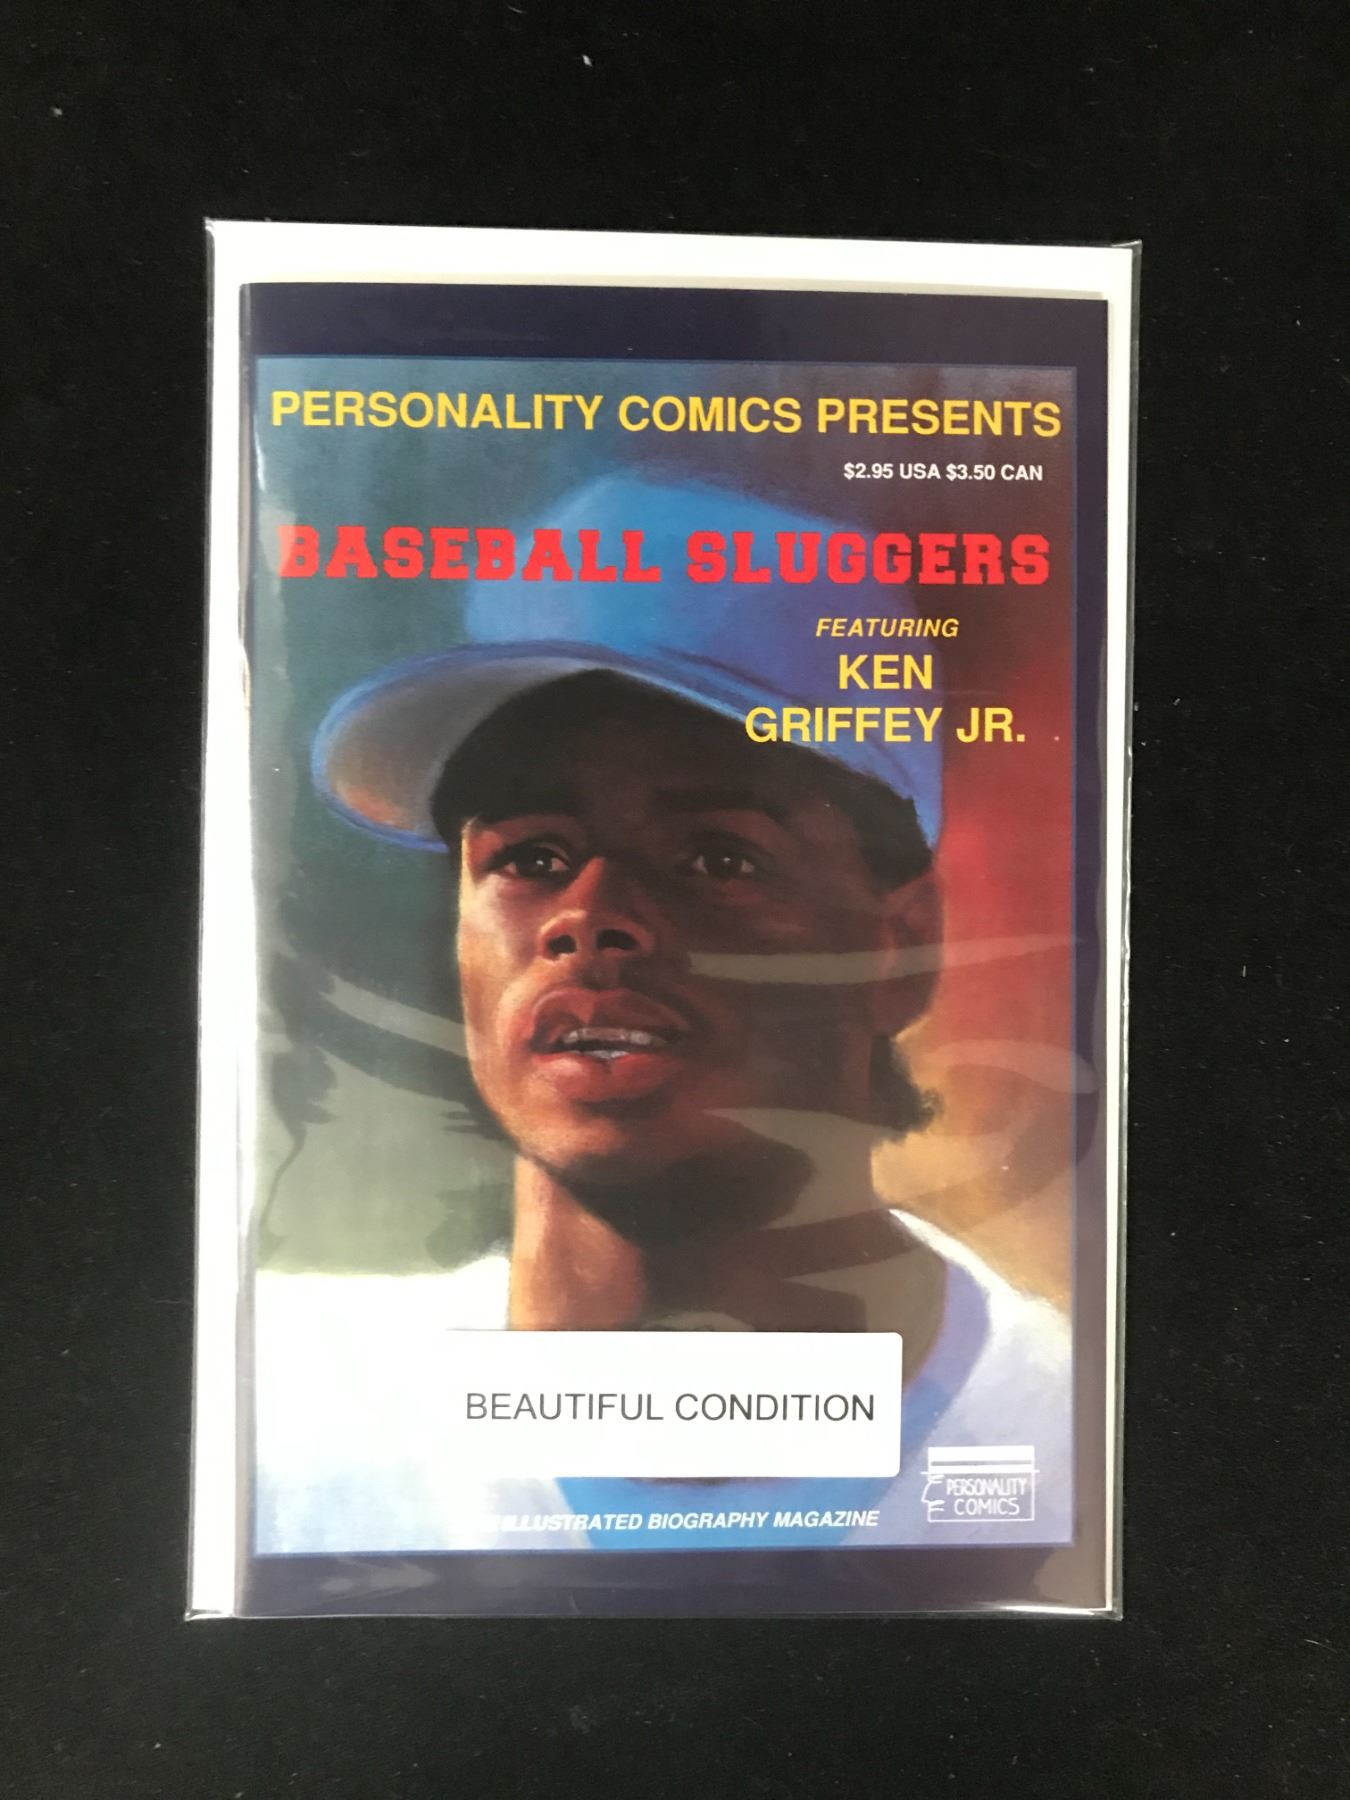 PERSONALITY COMICS PRESENTS
$2.95 USA $3.50 CAN
BASEBALL SLUGGERS
FEATURING
KEN
GRIFFEY JR.
BEAUTIFUL CONDITION
PERSONALITY
COMICS
ILLUSTRATED BIOGRAPHY MAGAZINE